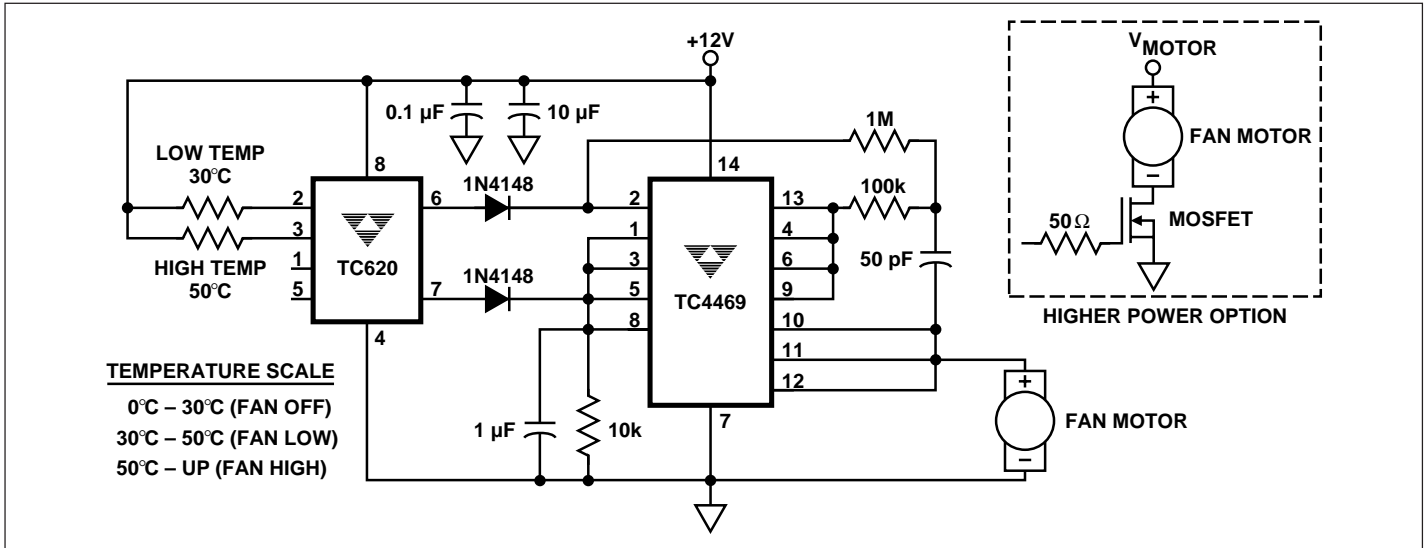 +12V
0.1 µF
10 µF
1M
LOW TEMP
30°C
8
14
1N4148
100k
2
6
2
13
3
1
4
HIGH TEMP
50°C
1
TC620
3
6
50 pF
1N4148
5
7
5
TC4469
9
4
8
10
11
12
TEMPERATURE SCALE
0°C – 30°C (FAN OFF)
30°C – 50°C (FAN LOW)
50°C – UP (FAN HIGH)
1 µF
10k
7
FAN MOTOR
+
−
VMOTOR
+
FAN MOTOR
−
50Ω
MOSFET
HIGHER POWER OPTION